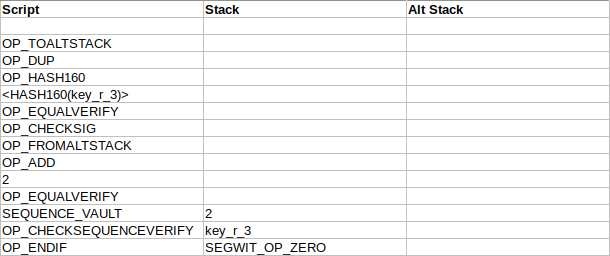 Script Stack Alt Stack
OP_TOALTSTACK
OP_DUP
OP_HASH160
<HASH160(key_r_3)>
OP_EQUALVERIFY
OP_CHECKSIG
OP_FROMALTSTACK
OP_ADD
2
OP_EQUALVERIFY
SEQUENCE_VAULT 2
OP_CHECKSEQUENCEVERIFY key_r_3
OP_ENDIF SEGWIT_OP_ZERO